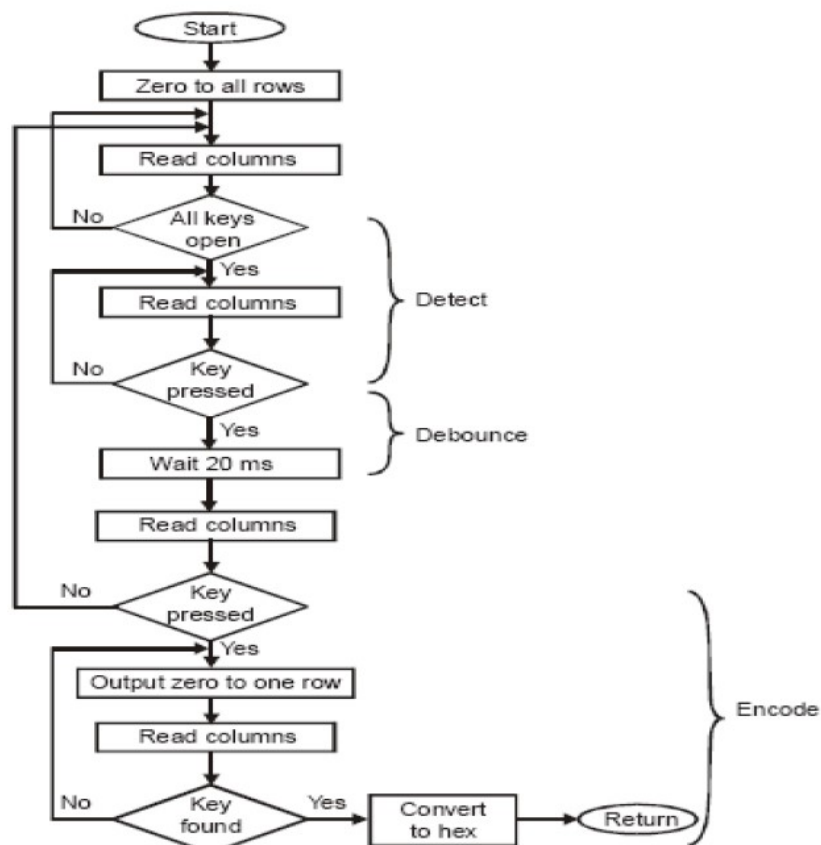 Start
Zero to all rows
Read columns
No
All keys
open
Yes
Read columns
Detect
No
Key
pressed
Yes
Debounce
Wait 20 ms
Read columns
No
Key
pressed
Yes
Output zero to one row
Encode
Read columns
No
Key
found
Yes
Convert
to hex
Return